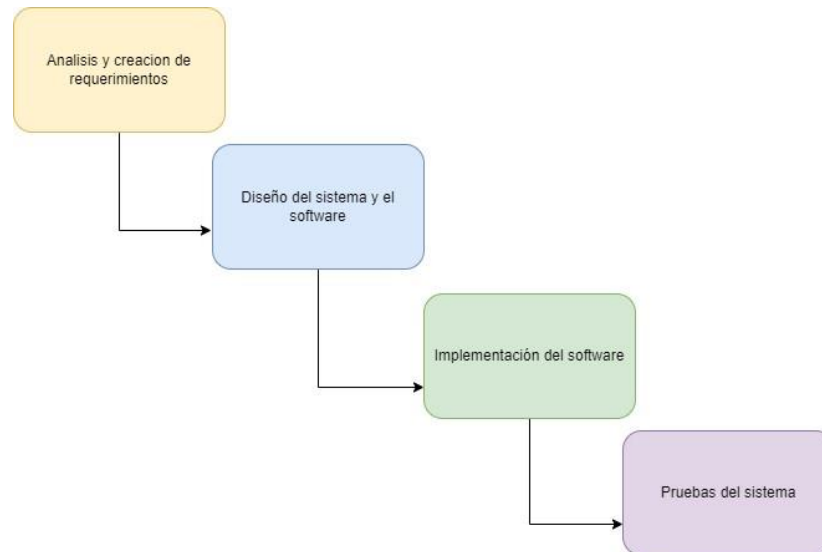 Analisis y creacion de
requerimientos
Diseño del sistema y el
software
Implementación del software
Pruebas del sistema